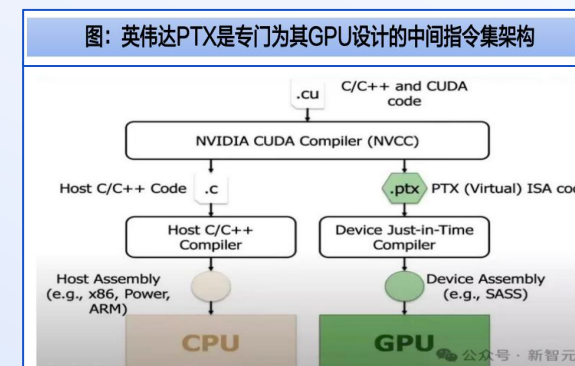 图：英伟达PTX是专门为其GPU设计的中间指令集架构
.cu
C/C++ and CUDA
code
NVIDIA CUDA Compiler (NVCC)
Host C/C++ Code
.c
.ptx
PTX (Virtual) ISA cod
Host C/C++
Compiler
Device Just-in-Time
Compiler
Host Assembly
(e.g., x86, Power,
ARM)
Device Assembly
(e.g., SASS)
CPU
GPU
公众号 · 新智元